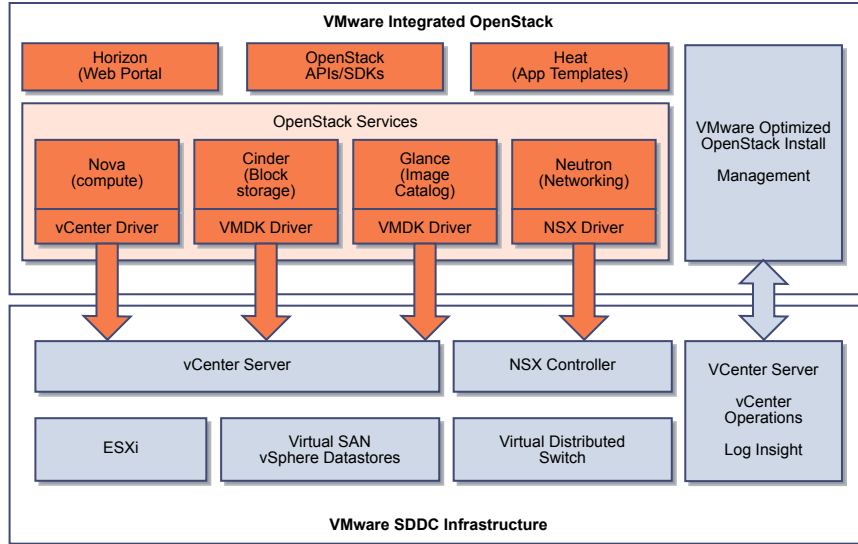 VMware Integrated OpenStack
Horizon
(Web Portal
OpenStack
APIs/SDKs
Heat
(App Templates)
OpenStack Services
Nova
(compute)
vCenter Driver
Cinder
(Block
storage)
VMDK Driver
Glance
(Image
Catalog)
VMDK Driver
Neutron
(Networking)
NSX Driver
VMware Optimized
OpenStack Install
Management
vCenter Server
NSX Controller
VCenter Server
vCenter
Operations
Log Insight
ESXi
Virtual SAN
vSphere Datastores
Virtual Distributed
Switch
VMware SDDC Infrastructure